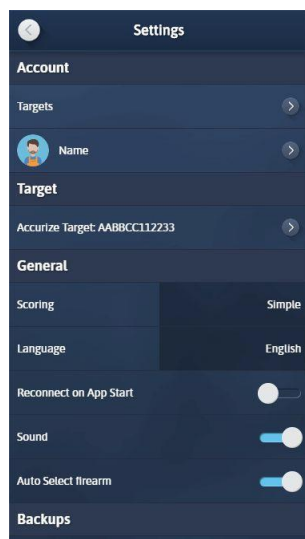 Settings
Account
Targets
Name
Target
Accurize Target: AABBCC112233
General
Scoring Simple
Language English
Reconnect on App Start
Sound
Auto Select firearm
Backups